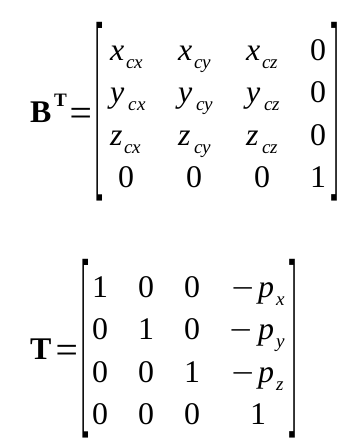 x_cx x_cy x_cz 0
y_cx y_cy y_cz 0
B^T=
z_cx z_cy z_cz 0
0 0 0 1
1 0 0 −p_x
0 1 0 −p_y
T=
0 0 1 −p_z
0 0 0 1